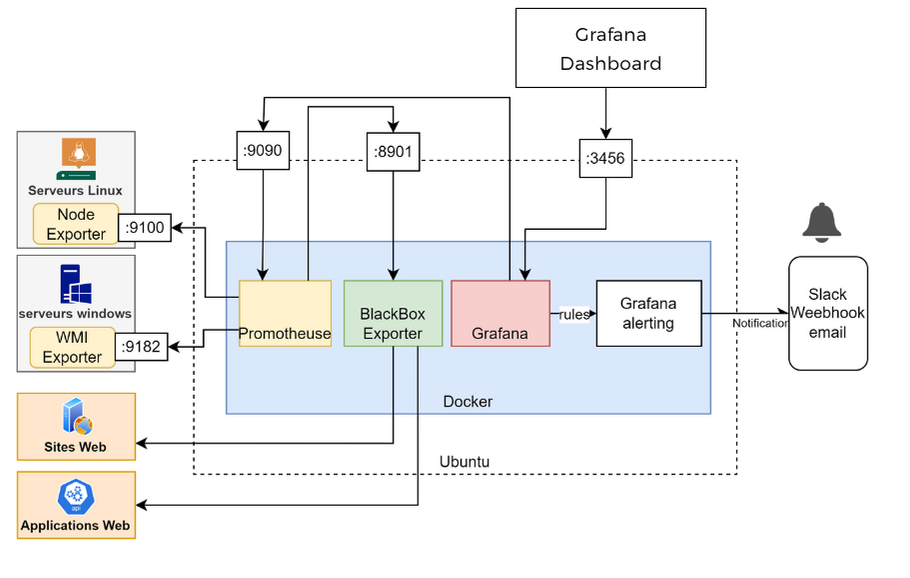 Grafana
Dashboard
:9090
:8901
:3456
Serveurs Linux
Node
Exporter
:9100
serveurs windows
WMI
Exporter
:9182
Promotheuse
BlackBox
Exporter
Grafana
rules
Grafana
alerting
Notification
Slack
Weebhook
email
Docker
Ubuntu
Sites Web
api
Applications Web